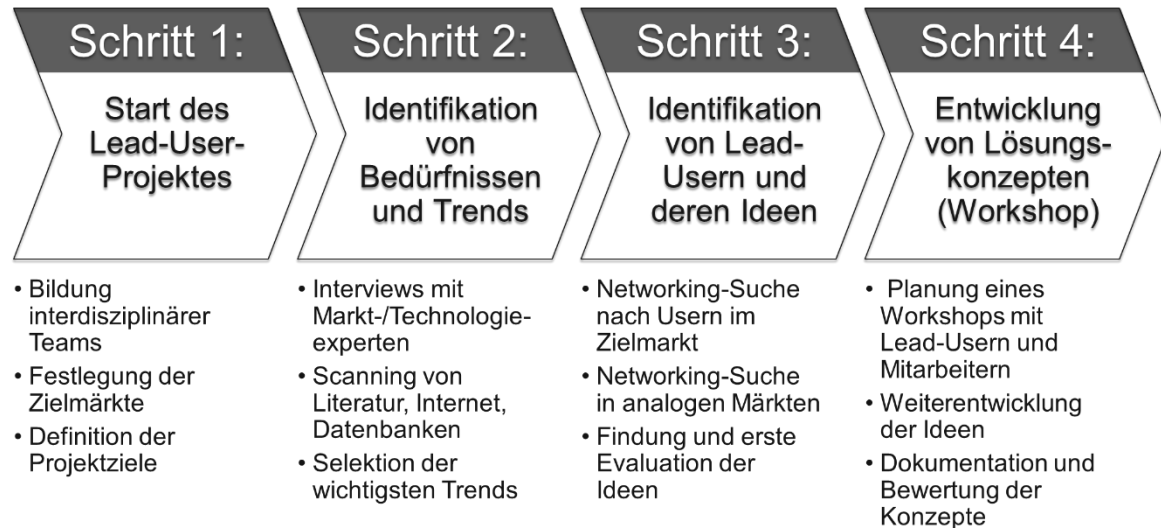 Schritt 1:
Start des
Lead-User-
Projektes
• Bildung
interdisziplinärer
Teams
• Festlegung der
Zielmärkte
• Definition der
Projektziele
Schritt 2:
Identifikation
von
Bedürfnissen
und Trends
• Interviews mit
Markt-/Technologie-
experten
• Scanning von
Literatur, Internet,
Datenbanken
• Selektion der
wichtigsten Trends
Schritt 3:
Identifikation
von Lead-
Usern und
deren Ideen
• Networking-Suche
nach Usern im
Zielmarkt
• Networking-Suche
in analogen Märkten
• Findung und erste
Evaluation der
Ideen
Schritt 4:
Entwicklung
von Lösungs-
konzepten
(Workshop)
• Planung eines
Workshops mit
Lead-Usern und
Mitarbeitern
• Weiterentwicklung
der Ideen
• Dokumentation und
Bewertung der
Konzepte